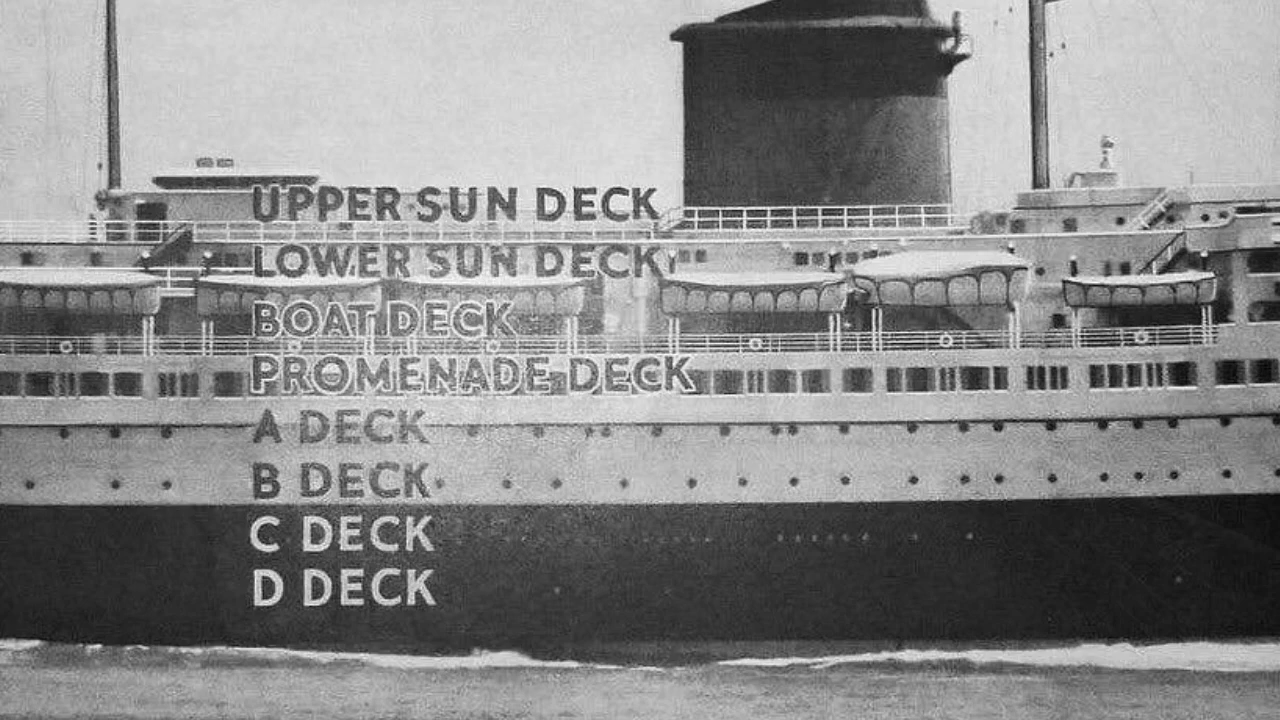 UPPER SUN DECK
LOWER SUN DECK
BOAT DECK
PROMENADE DECK
A DECK
B DECK
C DECK
D DECK